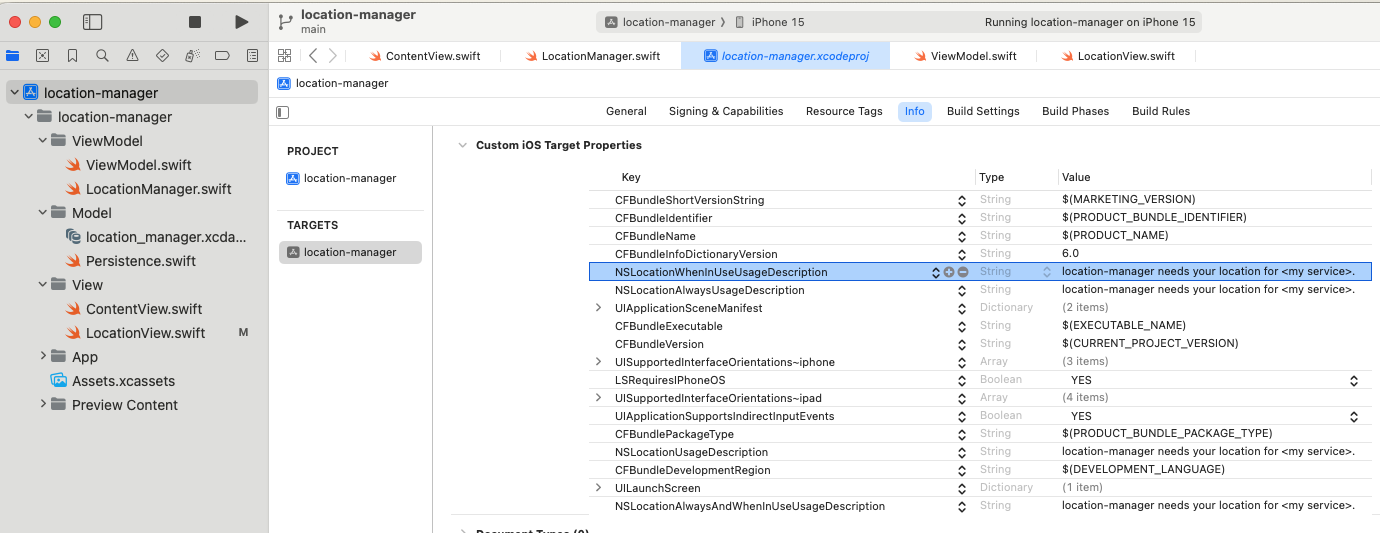 location-manager
main
location-manager
iPhone 15
Running location-manager on iPhone 15
ContentView.swift
LocationManager.swift
location-manager.xcodeproj
ViewModel.swift
LocationView.swift
location-manager
location-manager
ViewModel
ViewModel.swift
LocationManager.swift
Model
location_manager.xcda...
Persistence.swift
View
ContentView.swift
LocationView.swift M
App
Assets.xcassets
Preview Content
location-manager
General Signing & Capabilities Resource Tags Info Build Settings Build Phases Build Rules
PROJECT
location-manager
TARGETS
location-manager
Custom iOS Target Properties
Key Type Value
CFBundleShortVersionString String $(MARKETING_VERSION)
CFBundleIdentifier String $(PRODUCT_BUNDLE_IDENTIFIER)
CFBundleName String $(PRODUCT_NAME)
CFBundleInfoDictionaryVersion String 6.0
NSLocationWhenInUseUsageDescription String location-manager needs your location for <my service>.
NSLocationAlwaysUsageDescription String location-manager needs your location for <my service>.
UIApplicationSceneManifest Dictionary (2 items)
CFBundleExecutable String $(EXECUTABLE_NAME)
CFBundleVersion String $(CURRENT_PROJECT_VERSION)
UISupportedInterfaceOrientations~iphone Array (3 items)
LSRequiresIPhoneOS Boolean YES
UISupportedInterfaceOrientations~ipad Array (4 items)
UIApplicationSupportsIndirectInputEvents Boolean YES
CFBundlePackageType String $(PRODUCT_BUNDLE_PACKAGE_TYPE)
NSLocationUsageDescription String location-manager needs your location for <my service>.
CFBundleDevelopmentRegion String $(DEVELOPMENT_LANGUAGE)
UILaunchScreen Dictionary (1 item)
NSLocationAlwaysAndWhenInUseUsageDescription String location-manager needs your location for <my service>.
Document Types (0)